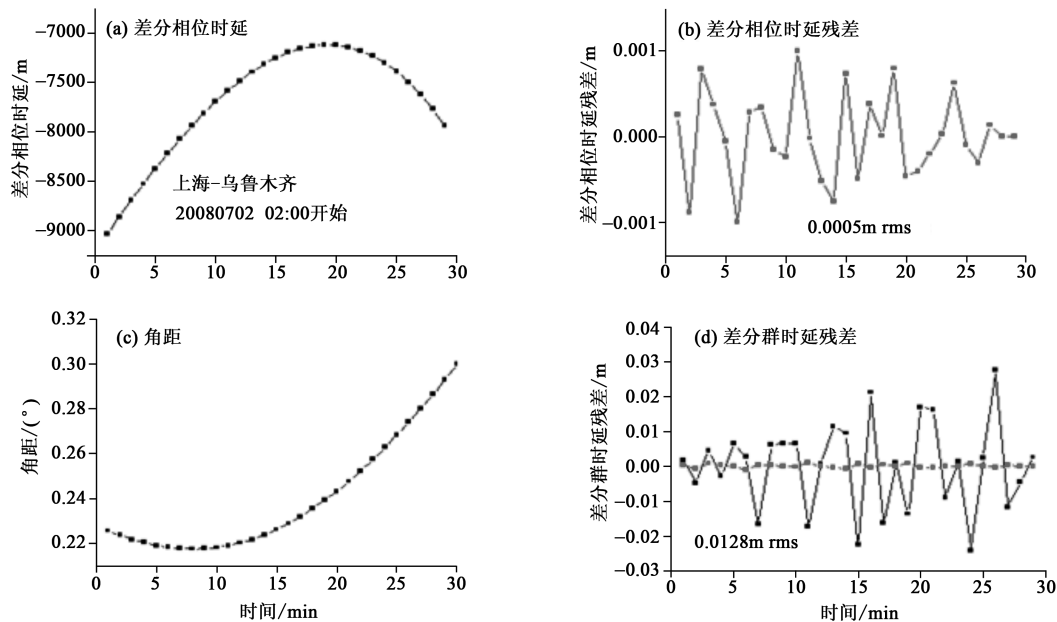 (a) 差分相位时延
差分相位时延/m
-7000
-7500
-8000
-8500
-9000
上海-乌鲁木齐
20080702 02:00开始
0 5 10 15 20 25 30
(b) 差分相位时延残差
差分相位时延残差/m
0.001
0.000
-0.001
0.0005m rms
0 5 10 15 20 25 30
(c) 角距
角距/(°)
0.32
0.30
0.28
0.26
0.24
0.22
0 5 10 15 20 25 30
时间/min
(d) 差分群时延残差
差分群时延残差/m
0.04
0.03
0.02
0.01
0.00
-0.01
-0.02
-0.03
0.0128m rms
0 5 10 15 20 25 30
时间/min